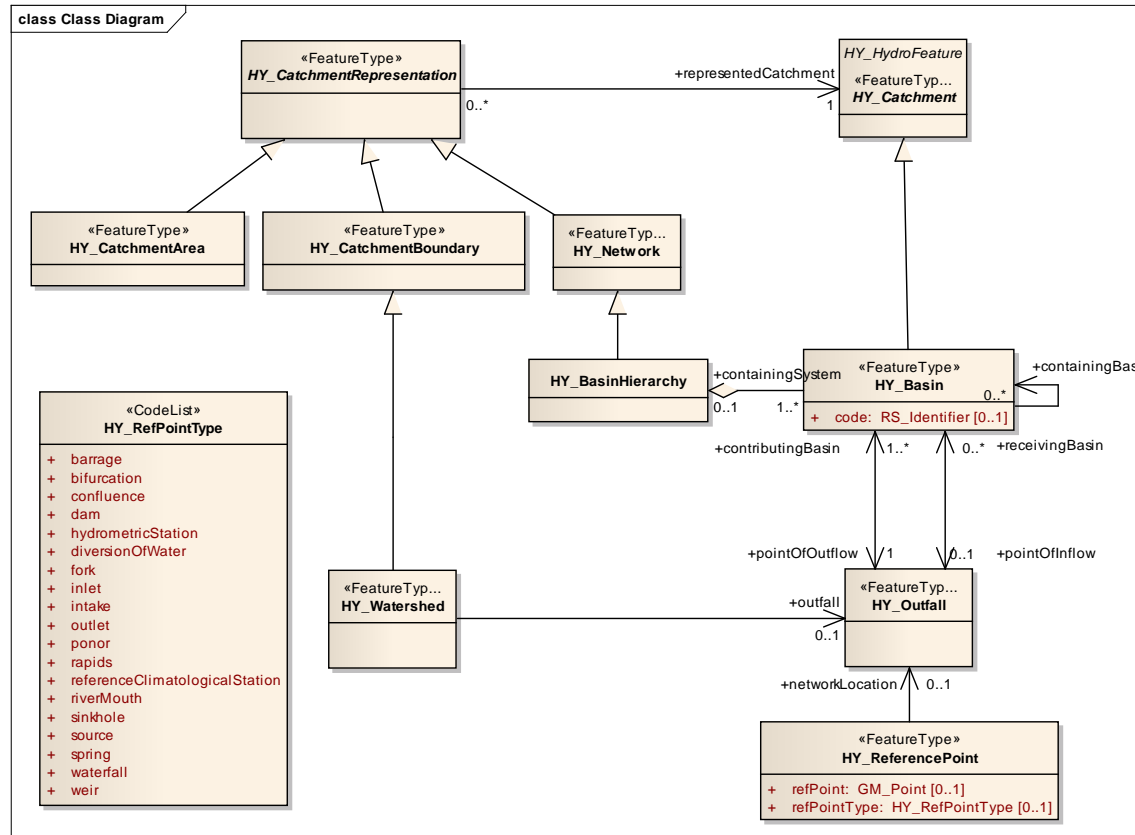 class Class Diagram
«FeatureType»
HY_CatchmentRepresentation
0..*
+representedCatchment
1
HY_HydroFeature
«FeatureTyp...
HY_Catchment
«FeatureType»
HY_CatchmentArea
«FeatureType»
HY_CatchmentBoundary
«FeatureTyp...
HY_Network
HY_BasinHierarchy
+containingSystem
0..1
1..*
«FeatureType»
HY_Basin
+ code: RS_Identifier [0..1]
+containingBas
0..*
+contributingBasin
1..*
0..*
+receivingBasin
«CodeList»
HY_RefPointType
+ barrage
+ bifurcation
+ confluence
+ dam
+ hydrometricStation
+ diversionOfWater
+ fork
+ inlet
+ intake
+ outlet
+ ponor
+ rapids
+ referenceClimatologicalStation
+ riverMouth
+ sinkhole
+ source
+ spring
+ waterfall
+ weir
+pointOfOutflow
1
0..1
+pointOfInflow
«FeatureTyp...
HY_Watershed
+outfall
0..1
«FeatureTyp...
HY_Outfall
+networkLocation
0..1
«FeatureType»
HY_ReferencePoint
+ refPoint: GM_Point [0..1]
+ refPointType: HY_RefPointType [0..1]